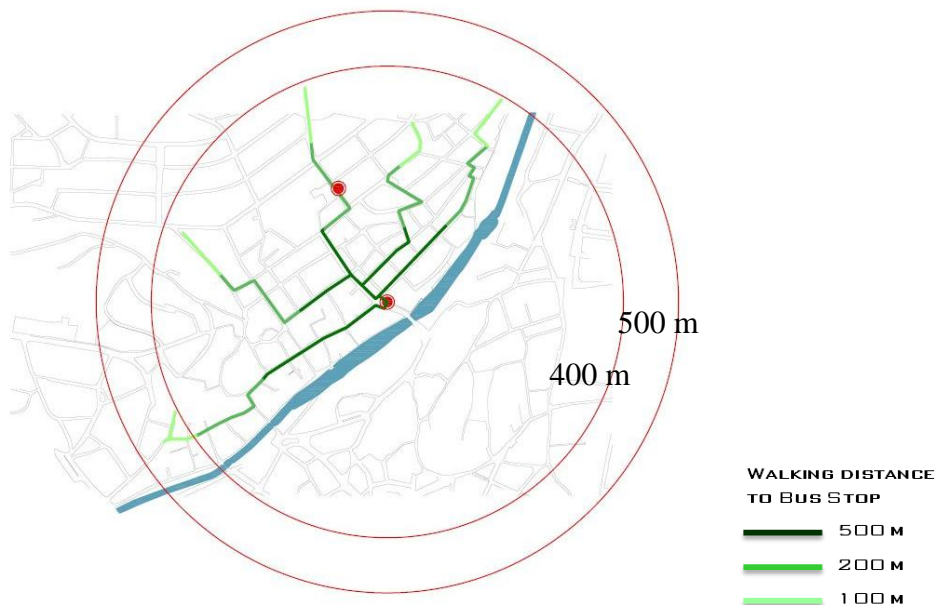 500 m
400 m
WALKING DISTANCE
TO BUS STOP
500 M
200 M
100 M